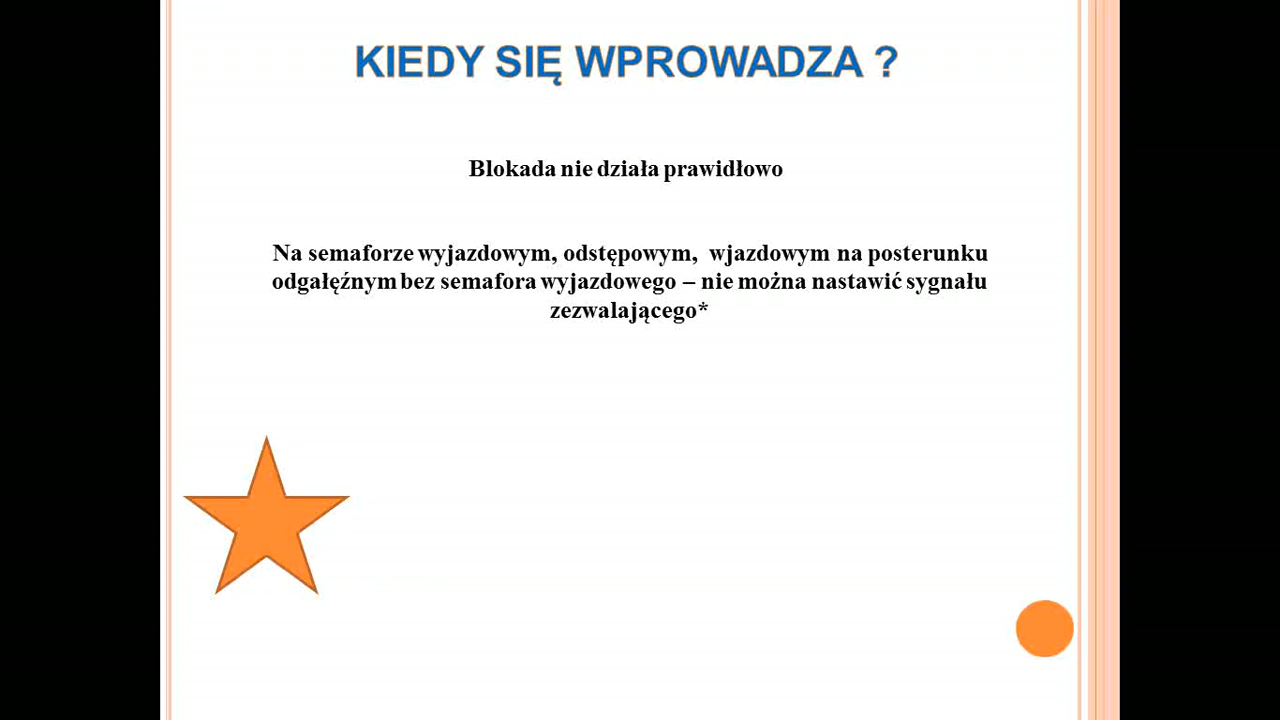 KIEDY SIĘ WPROWADZA ?
Blokada nie działa prawidłowo
Na semaforze wyjazdowym, odstępowym, wjazdowym na posterunku
odgałęźnym bez semafora wyjazdowego – nie można nastawić sygnału
zezwalającego*